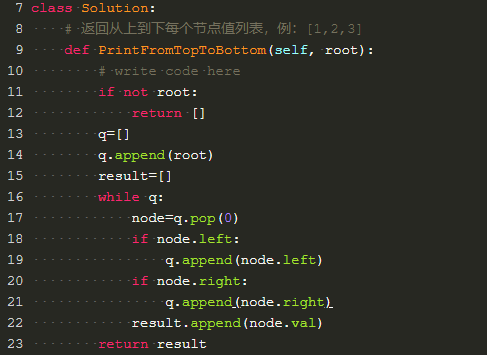 7 class Solution:
8     # 返回从上到下每个节点值列表，例：[1,2,3]
9     def PrintFromTopToBottom(self, root):
10         # write code here
11         if not root:
12             return []
13         q=[]
14         q.append(root)
15         result=[]
16         while q:
17             node=q.pop(0)
18             if node.left:
19                 q.append(node.left)
20             if node.right:
21                 q.append(node.right)
22             result.append(node.val)
23         return result